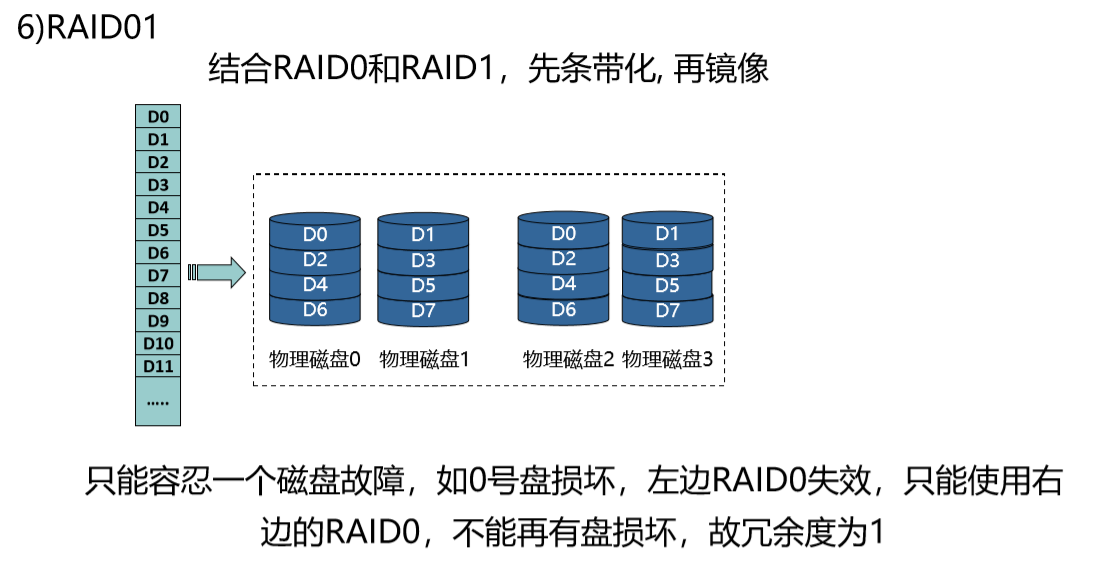 6)RAID01
结合RAID0和RAID1，先条带化, 再镜像
D0
D1
D2
D3
D4
D5
D6
D7
D8
D9
D10
D11
.....
D0 D1 D0 D1
D2 D3 D2 D3
D4 D5 D4 D5
D6 D7 D6 D7
物理磁盘0 物理磁盘1 物理磁盘2 物理磁盘3
只能容忍一个磁盘故障，如0号盘损坏，左边RAID0失效，只能使用右
边的RAID0，不能再有盘损坏，故冗余度为1